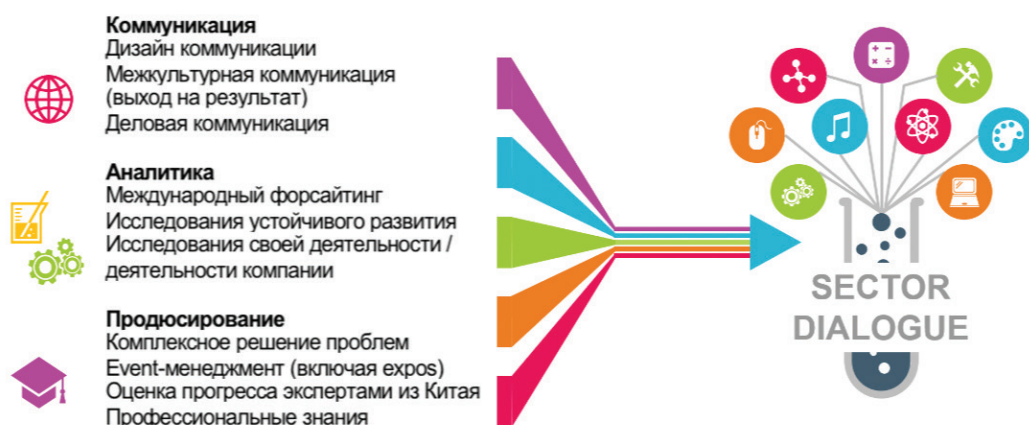 Коммуникация
Дизайн коммуникации
Межкультурная коммуникация
(выход на результат)
Деловая коммуникация
Аналитика
Международный форсайтинг
Исследования устойчивого развития
Исследования своей деятельности /
деятельности компании
Продюсирование
Комплексное решение проблем
Event-менеджмент (включая expos)
Оценка прогресса экспертами из Китая
Профессиональные знания
SECTOR
DIALOGUE